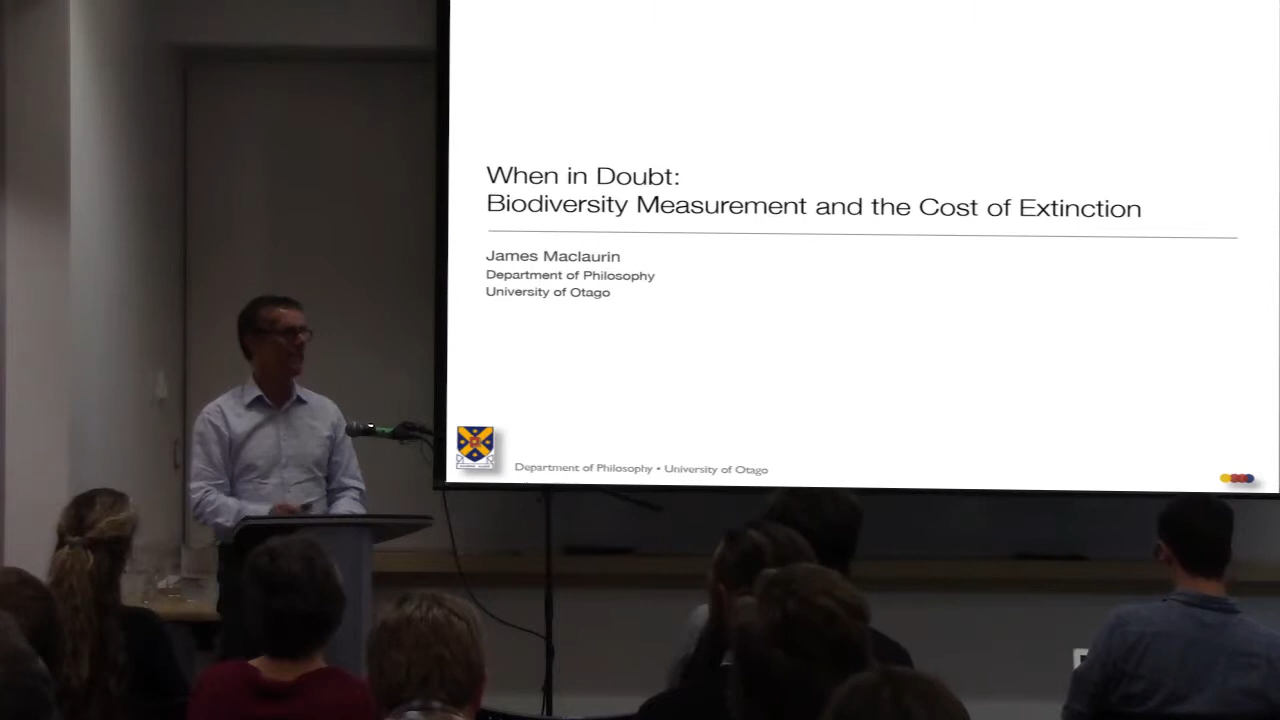 When in Doubt:
Biodiversity Measurement and the Cost of Extinction
James Maclaurin
Department of Philosophy
University of Otago
Department of Philosophy • University of Otago